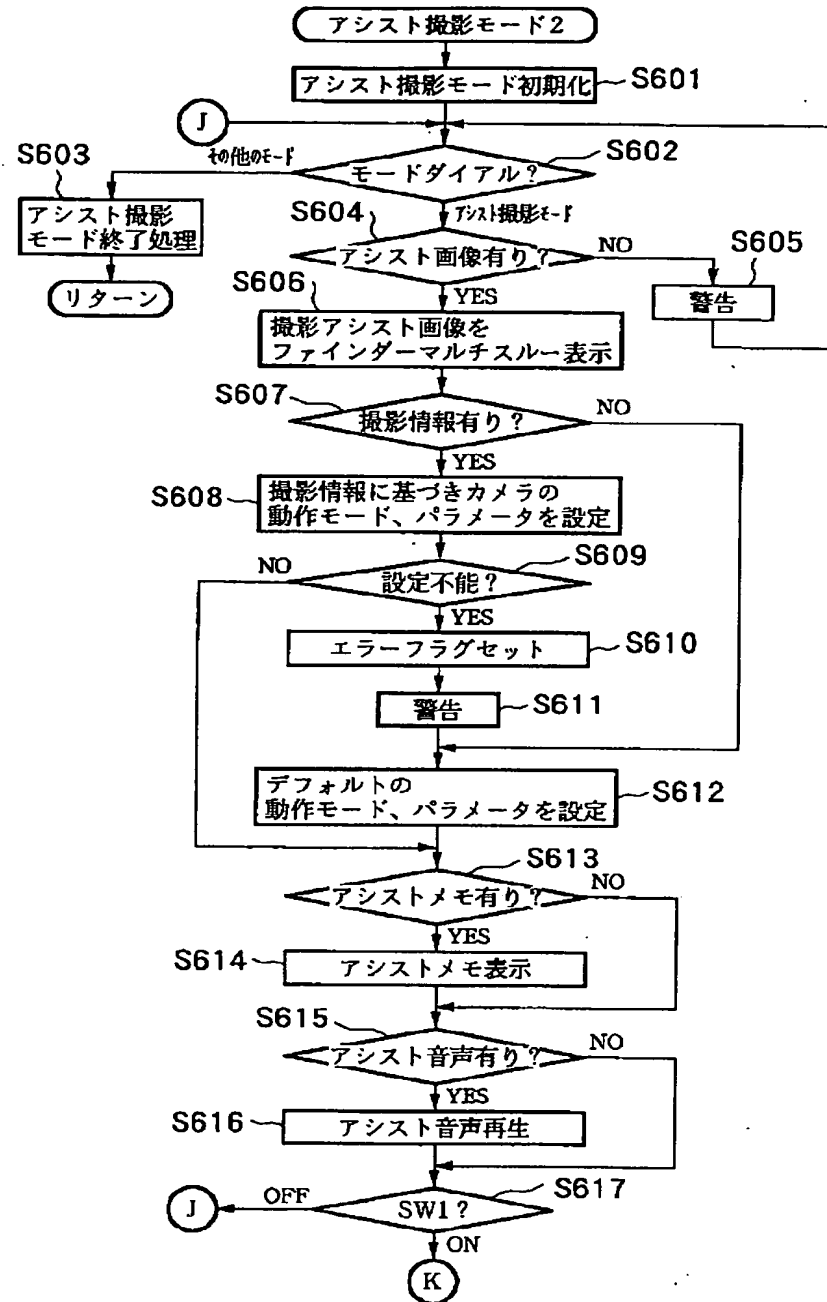 アシスト撮影モード2
アシスト撮影モード初期化
S601
J
S603
その他のモード
モードダイアル?
S602
アシスト撮影
モード終了処理
リターン
S604
アシスト撮影モード
アシスト画像有り?
NO
S605
警告
YES
S606
撮影アシスト画像を
ファインダーマルチスルー表示
S607
撮影情報有り?
NO
YES
S608
撮影情報に基づきカメラの
動作モード、パラメータを設定
S609
NO
設定不能?
YES
エラーフラグセット
S610
警告
S611
デフォルトの
動作モード、パラメータを設定
S612
S613
アシストメモ有り?
NO
YES
S614
アシストメモ表示
S615
アシスト音声有り?
NO
YES
S616
アシスト音声再生
S617
J
OFF
SW1?
ON
K